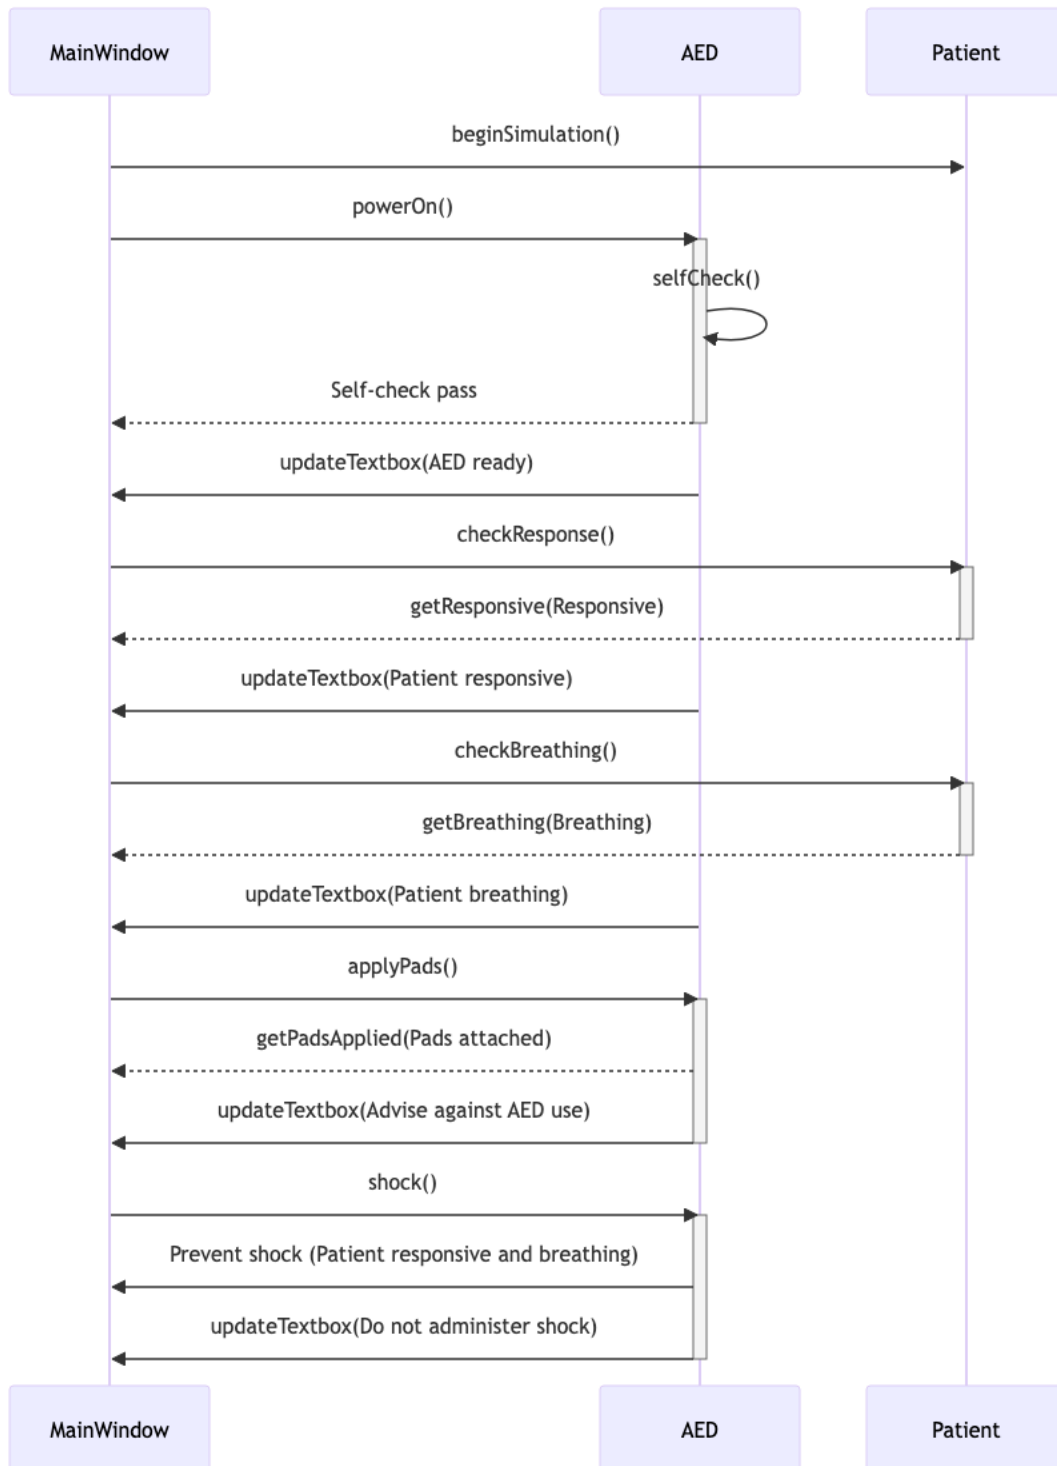 MainWindow
AED
Patient
beginSimulation()
powerOn()
selfCheck()
Self-check pass
updateTextbox(AED ready)
checkResponse()
getResponsive(Responsive)
updateTextbox(Patient responsive)
checkBreathing()
getBreathing(Breathing)
updateTextbox(Patient breathing)
applyPads()
getPadsApplied(Pads attached)
updateTextbox(Advise against AED use)
shock()
Prevent shock (Patient responsive and breathing)
updateTextbox(Do not administer shock)
MainWindow
AED
Patient